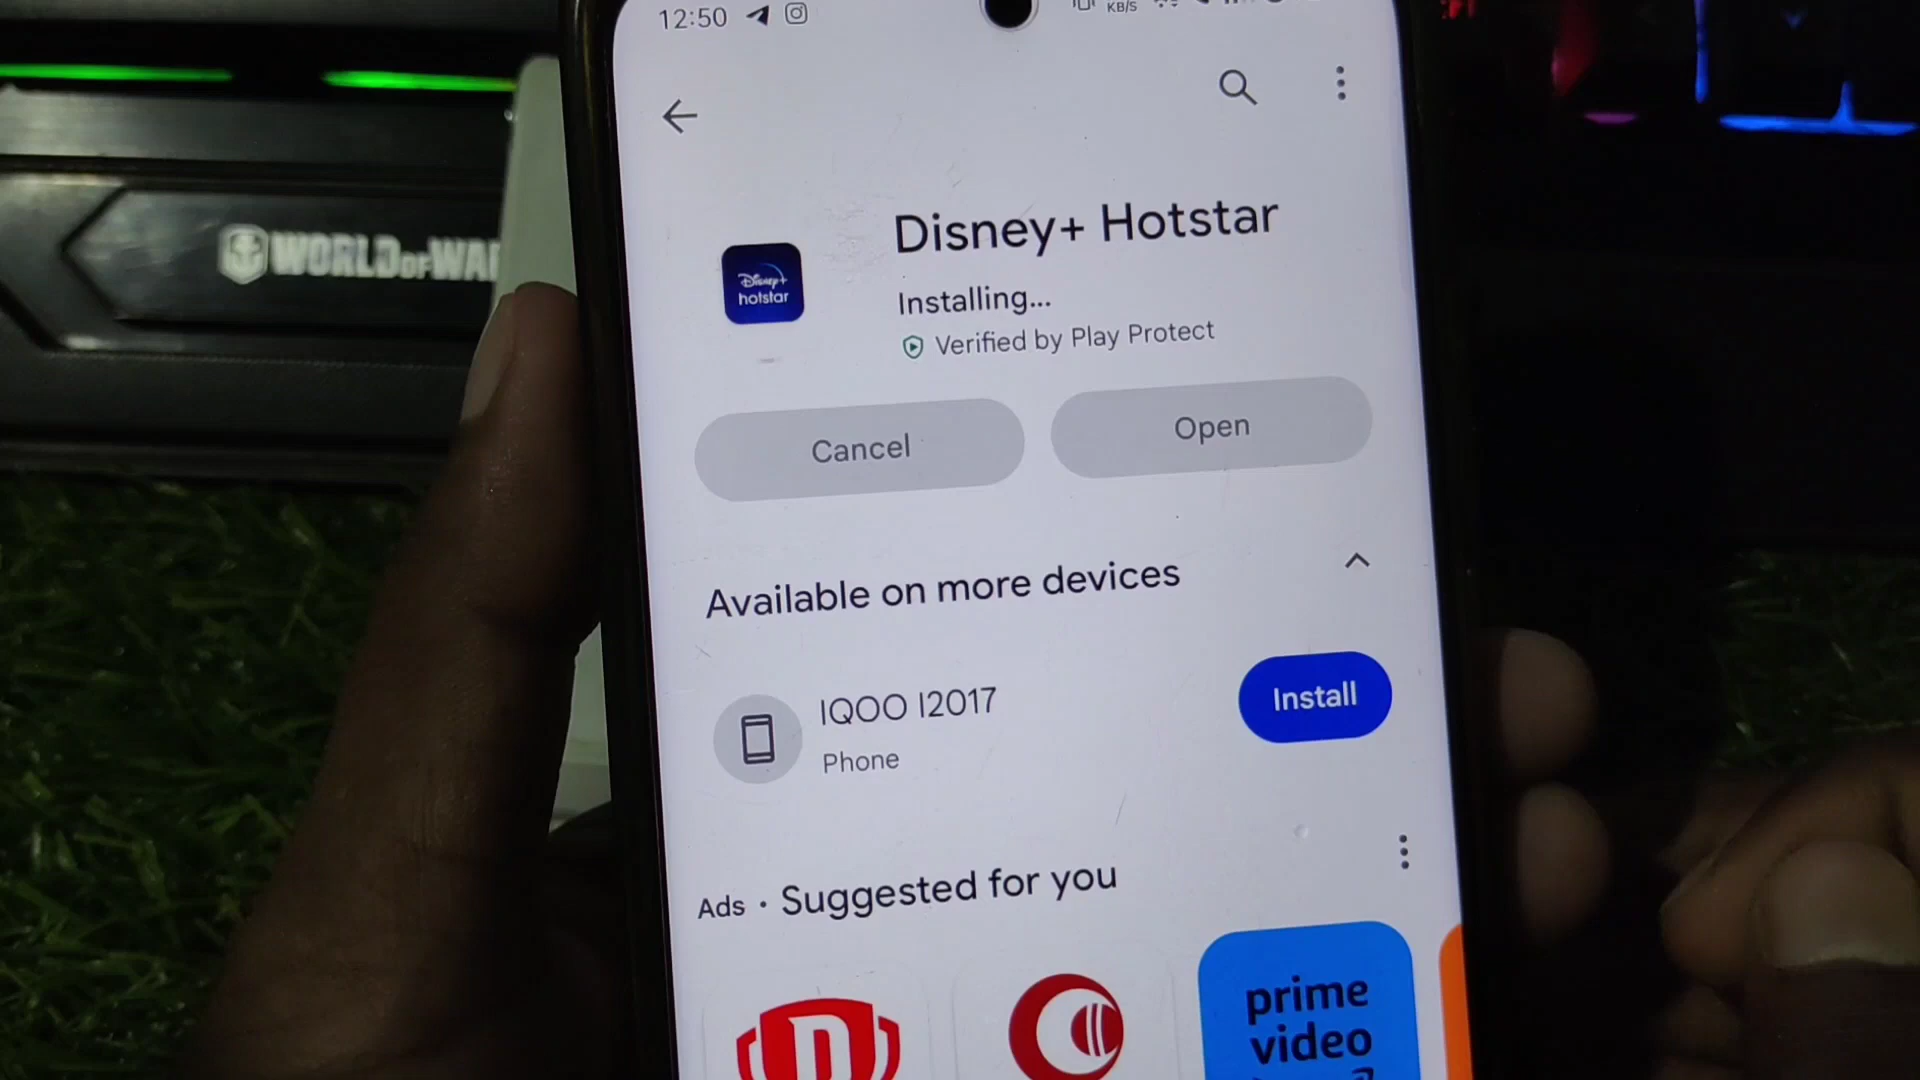 12:50
KB/S
WORLD OF WAR
Disney+ Hotstar
Disney+
hotstar
Installing...
Verified by Play Protect
Cancel
Open
Available on more devices
IQOO I2017
Phone
Install
Ads • Suggested for you
D
prime
video